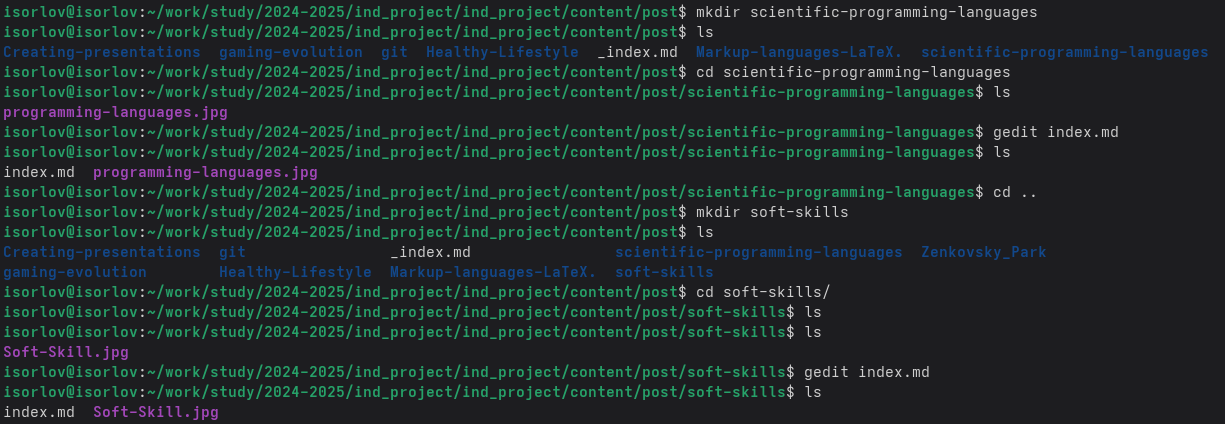 isorlov@isorlov:~/work/study/2024-2025/ind_project/ind_project/content/post$ mkdir scientific-programming-languages
isorlov@isorlov:~/work/study/2024-2025/ind_project/ind_project/content/post$ ls
Creating-presentations  gaming-evolution  git  Healthy-Lifestyle  _index.md  Markup-languages-LaTeX.  scientific-programming-languages
isorlov@isorlov:~/work/study/2024-2025/ind_project/ind_project/content/post$ cd scientific-programming-languages
isorlov@isorlov:~/work/study/2024-2025/ind_project/ind_project/content/post/scientific-programming-languages$ ls
programming-languages.jpg
isorlov@isorlov:~/work/study/2024-2025/ind_project/ind_project/content/post/scientific-programming-languages$ gedit index.md
isorlov@isorlov:~/work/study/2024-2025/ind_project/ind_project/content/post/scientific-programming-languages$ ls
index.md  programming-languages.jpg
isorlov@isorlov:~/work/study/2024-2025/ind_project/ind_project/content/post/scientific-programming-languages$ cd ..
isorlov@isorlov:~/work/study/2024-2025/ind_project/ind_project/content/post$ mkdir soft-skills
isorlov@isorlov:~/work/study/2024-2025/ind_project/ind_project/content/post$ ls
Creating-presentations  git                _index.md                scientific-programming-languages  Zenkovsky_Park
gaming-evolution        Healthy-Lifestyle  Markup-languages-LaTeX.  soft-skills
isorlov@isorlov:~/work/study/2024-2025/ind_project/ind_project/content/post$ cd soft-skills/
isorlov@isorlov:~/work/study/2024-2025/ind_project/ind_project/content/post/soft-skills$ ls
isorlov@isorlov:~/work/study/2024-2025/ind_project/ind_project/content/post/soft-skills$ ls
Soft-Skill.jpg
isorlov@isorlov:~/work/study/2024-2025/ind_project/ind_project/content/post/soft-skills$ gedit index.md
isorlov@isorlov:~/work/study/2024-2025/ind_project/ind_project/content/post/soft-skills$ ls
index.md  Soft-Skill.jpg